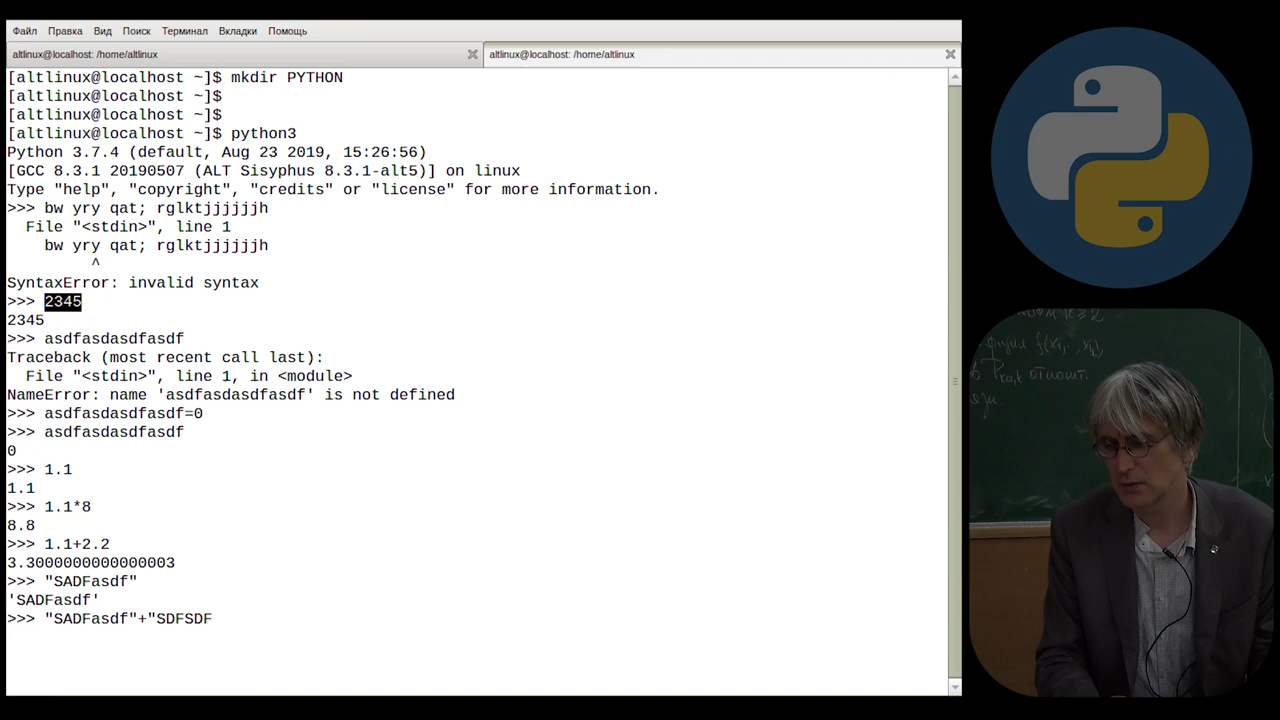 Файл Правка Вид Поиск Терминал Вкладки Помощь
altlinux@localhost: /home/altlinux
altlinux@localhost: /home/altlinux
[altlinux@localhost ~]$ mkdir PYTHON
[altlinux@localhost ~]$
[altlinux@localhost ~]$
[altlinux@localhost ~]$ python3
Python 3.7.4 (default, Aug 23 2019, 15:26:56)
[GCC 8.3.1 20190507 (ALT Sisyphus 8.3.1-alt5)] on linux
Type "help", "copyright", "credits" or "license" for more information.
>>> bw yry qat; rglktjjjjjjh
  File "<stdin>", line 1
    bw yry qat; rglktjjjjjjh
         ^
SyntaxError: invalid syntax
>>> 2345
2345
>>> asdfasdasdfasdf
Traceback (most recent call last):
  File "<stdin>", line 1, in <module>
NameError: name 'asdfasdasdfasdf' is not defined
>>> asdfasdasdfasdf=0
>>> asdfasdasdfasdf
0
>>> 1.1
1.1
>>> 1.1*8
8.8
>>> 1.1+2.2
3.3000000000000003
>>> "SADFasdf"
'SADFasdf'
>>> "SADFasdf"+"SDFSDF